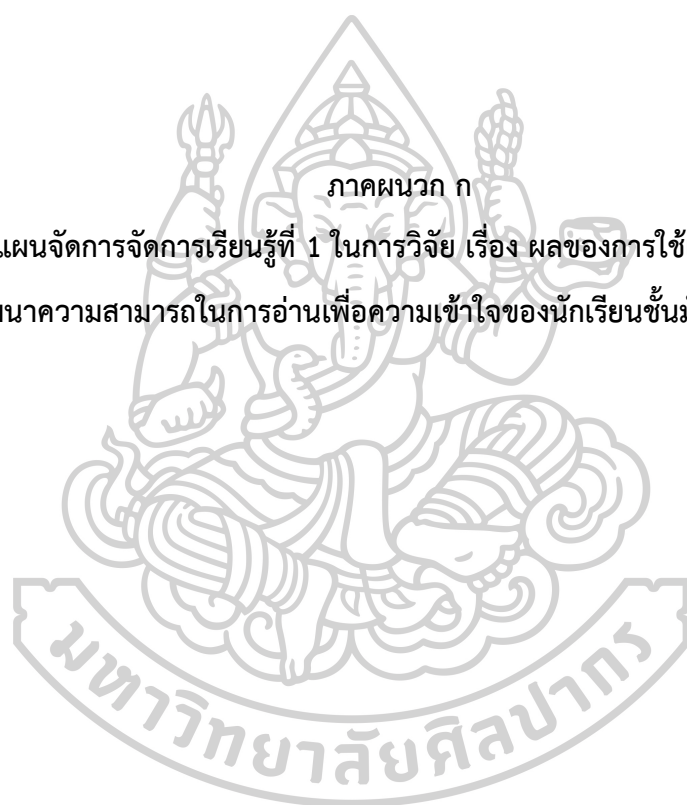 ภาคผนวก ก
แผนจัดการจัดการเรียนรู้ที่ 1 ในการวิจัย เรื่อง ผลของการใช้
นาความสามารถในการอ่านเพื่อความเข้าใจของนักเรียนชั้นมั
มหาวิทยาลัยศิลปากร